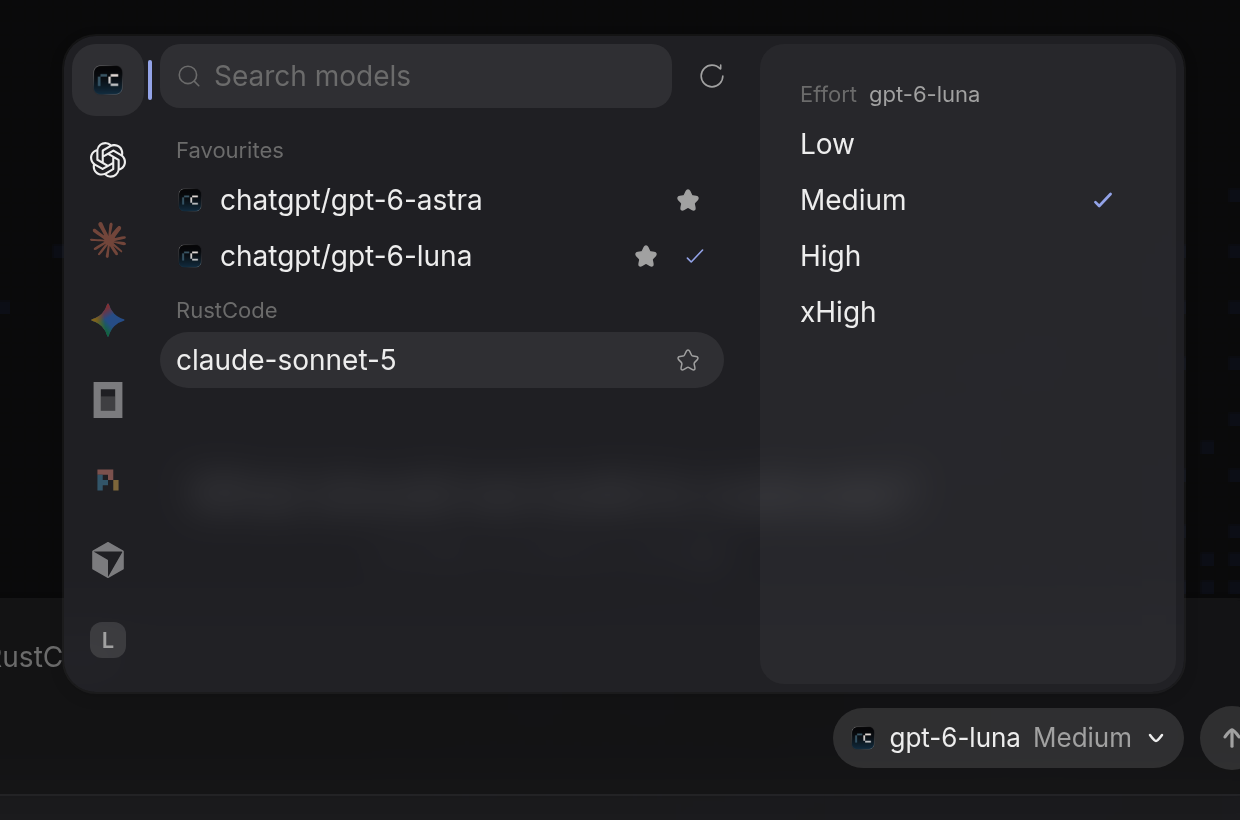 Search models
Effort gpt-6-luna
Favourites
Low
chatgpt/gpt-6-astra
Medium
chatgpt/gpt-6-luna
High
RustCode
xHigh
claude-sonnet-5
L
ustC
gpt-6-luna Medium